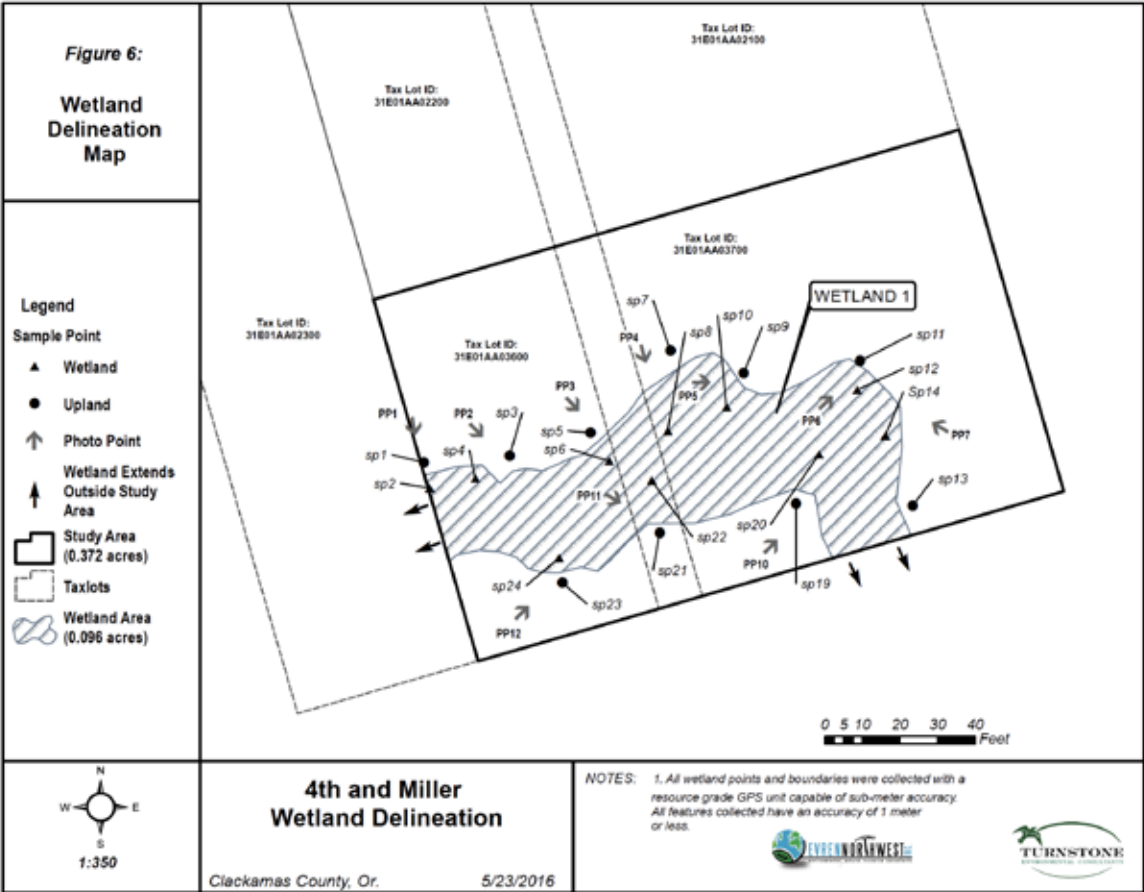 Figure 6:
Wetland
Delineation
Map
Legend
Sample Point
Wetland
Upland
Photo Point
Wetland Extends
Outside Study
Area
Study Area
(0.372 acres)
Taxlots
Wetland Area
(0.096 acres)
Tax Lot ID:
31E01AA02100
Tax Lot ID:
31E01AA02200
Tax Lot ID:
31E01AA03700
Tax Lot ID:
31E01AA02300
Tax Lot ID:
31E01AA03600
WETLAND 1
sp7
sp10
sp9
sp8
PP4
sp11
sp12
PP5
PP3
Sp14
PP1
PP2
sp3
sp5
PP6
PP7
sp1
sp4
sp6
sp2
PP11
sp13
sp20
sp22
sp24
sp21
PP10
sp19
sp23
PP12
0 5 10 20 30 40
Feet
N
W E
S
1:350
4th and Miller
Wetland Delineation
Clackamas County, Or. 5/23/2016
NOTES: 1. All wetland points and boundaries were collected with a
resource grade GPS unit capable of sub-meter accuracy.
All features collected have an accuracy of 1 meter
or less.
EVRENNORTHWEST
TURNSTONE
ENVIRONMENTAL CONSULTANTS